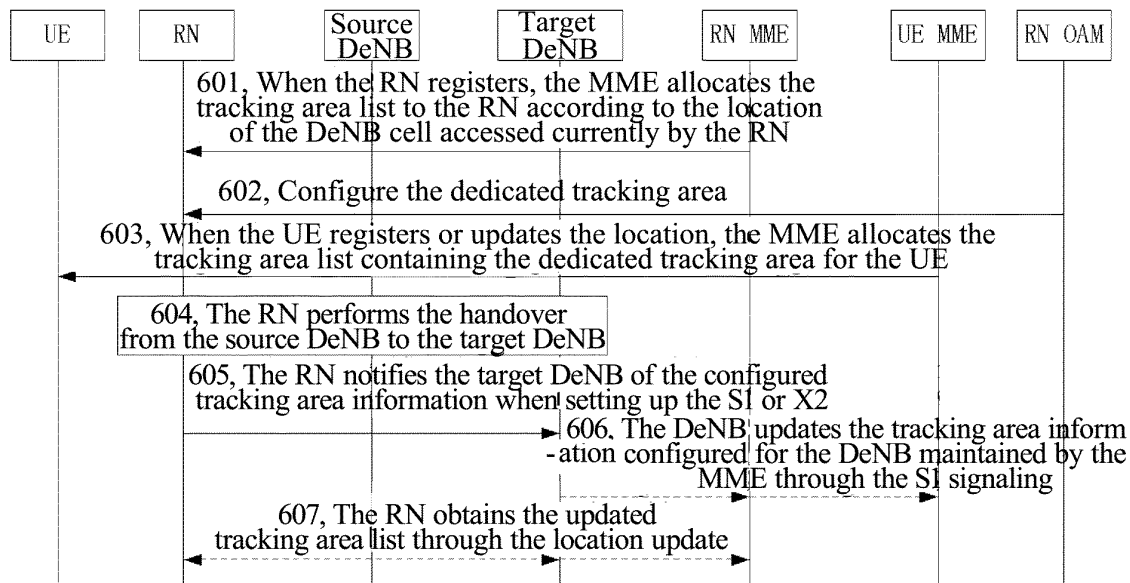 UE
RN
Source
DeNB
Target
DeNB
RN MME
UE MME
RN OAM
601, When the RN registers, the MME allocates the
tracking area list to the RN according to the location
of the DeNB cell accessed currently by the RN
602, Configure the dedicated tracking area
603, When the UE registers or updates the location, the MME allocates the
tracking area list containing the dedicated tracking area for the UE
604, The RN performs the handover
from the source DeNB to the target DeNB
605, The RN notifies the target DeNB of the configured
tracking area information when setting up the S1 or X2
606, The DeNB updates the tracking area inform
-ation configured for the DeNB maintained by the
MME through the S1 signaling
607, The RN obtains the updated
tracking area list through the location update